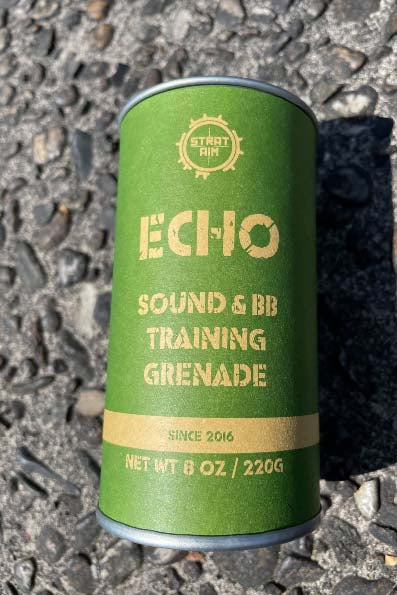 STRAT
AIM
ECHO
SOUND & BB
TRAINING
GRENADE
SINCE 2016
NET WT 8 OZ / 220G